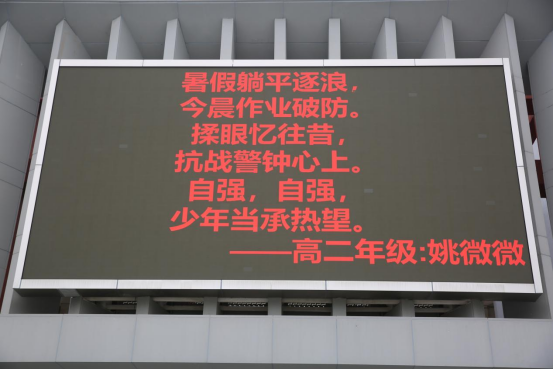 暑假躺平逐浪，
今晨作业破防。
揉眼忆往昔，
抗战警钟心上。
自强，自强，
少年当承热望。
——高二年级:姚微微